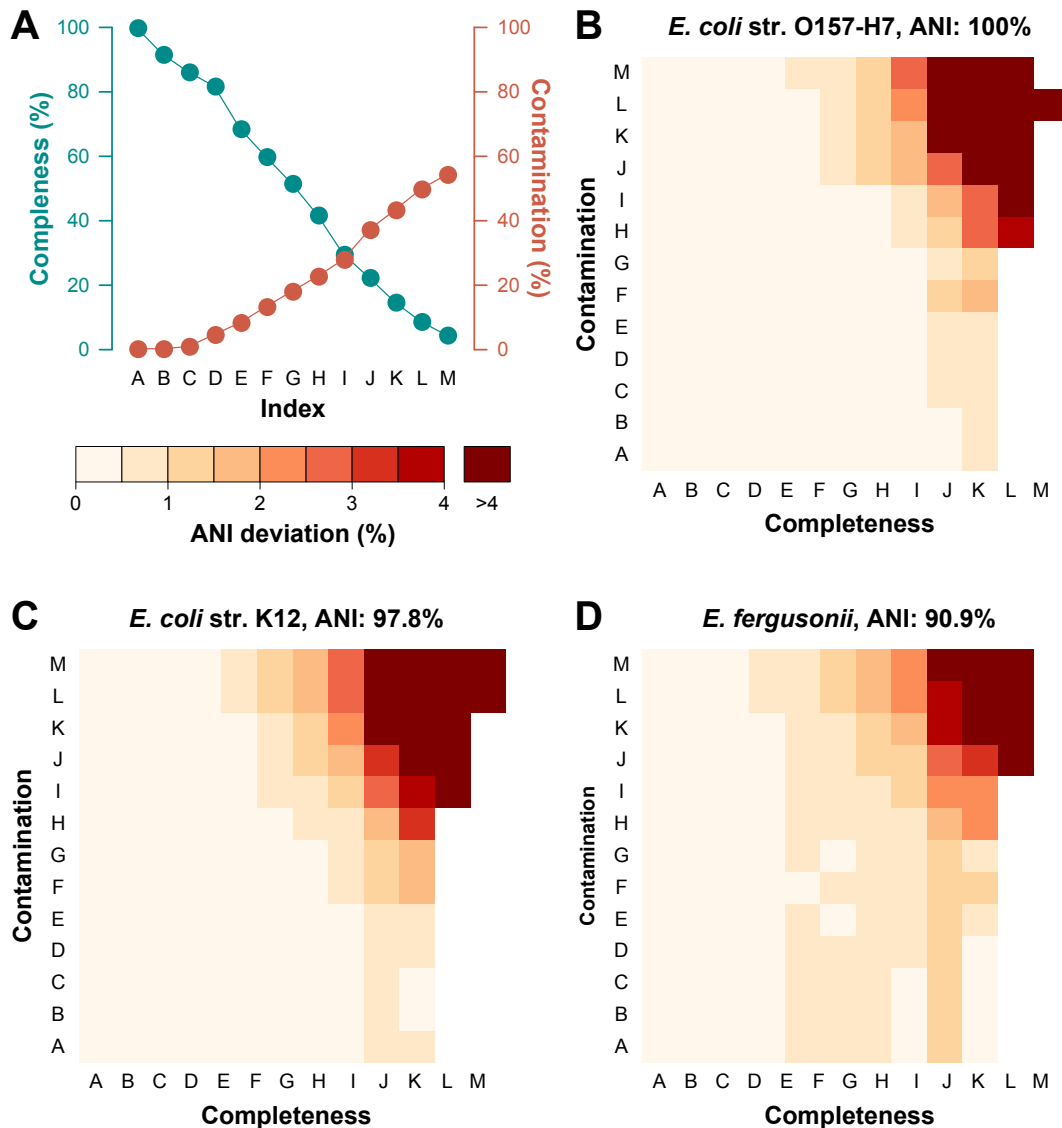 A
100
80
60
40
20
0
Compleness (%)
100
80
60
40
20
0
Contamination (%)
A B C D E F G H I J K L M
Index
0 1 2 3 4 >4
ANI deviation (%)
B
E. coli str. O157-H7, ANI: 100%
M
L
K
J
I
H
G
F
E
D
C
B
A
Contamination
A B C D E F G H I J K L M
Completeness
C
E. coli str. K12, ANI: 97.8%
M
L
K
J
I
H
G
F
E
D
C
B
A
Contamination
A B C D E F G H I J K L M
Completeness
D
E. fergusonii, ANI: 90.9%
M
L
K
J
I
H
G
F
E
D
C
B
A
Contamination
A B C D E F G H I J K L M
Completeness